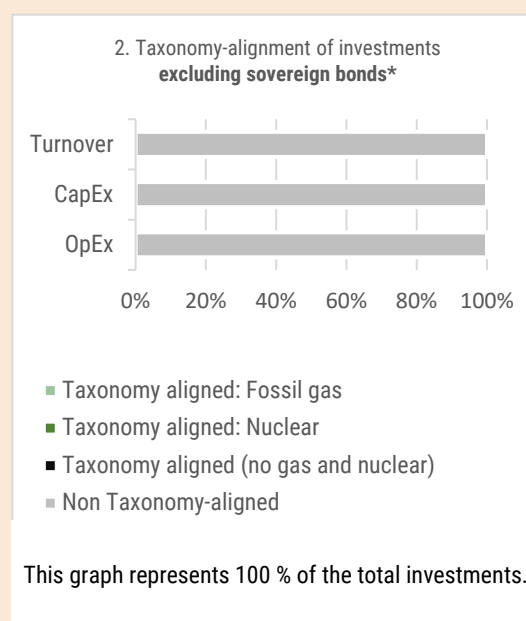 2. Taxonomy-alignment of investments
excluding sovereign bonds*
Turnover
CapEx
OpEx
0% 20% 40% 60% 80% 100%
Taxonomy aligned: Fossil gas
Taxonomy aligned: Nuclear
Taxonomy aligned (no gas and nuclear)
Non Taxonomy-aligned
This graph represents 100 % of the total investments.